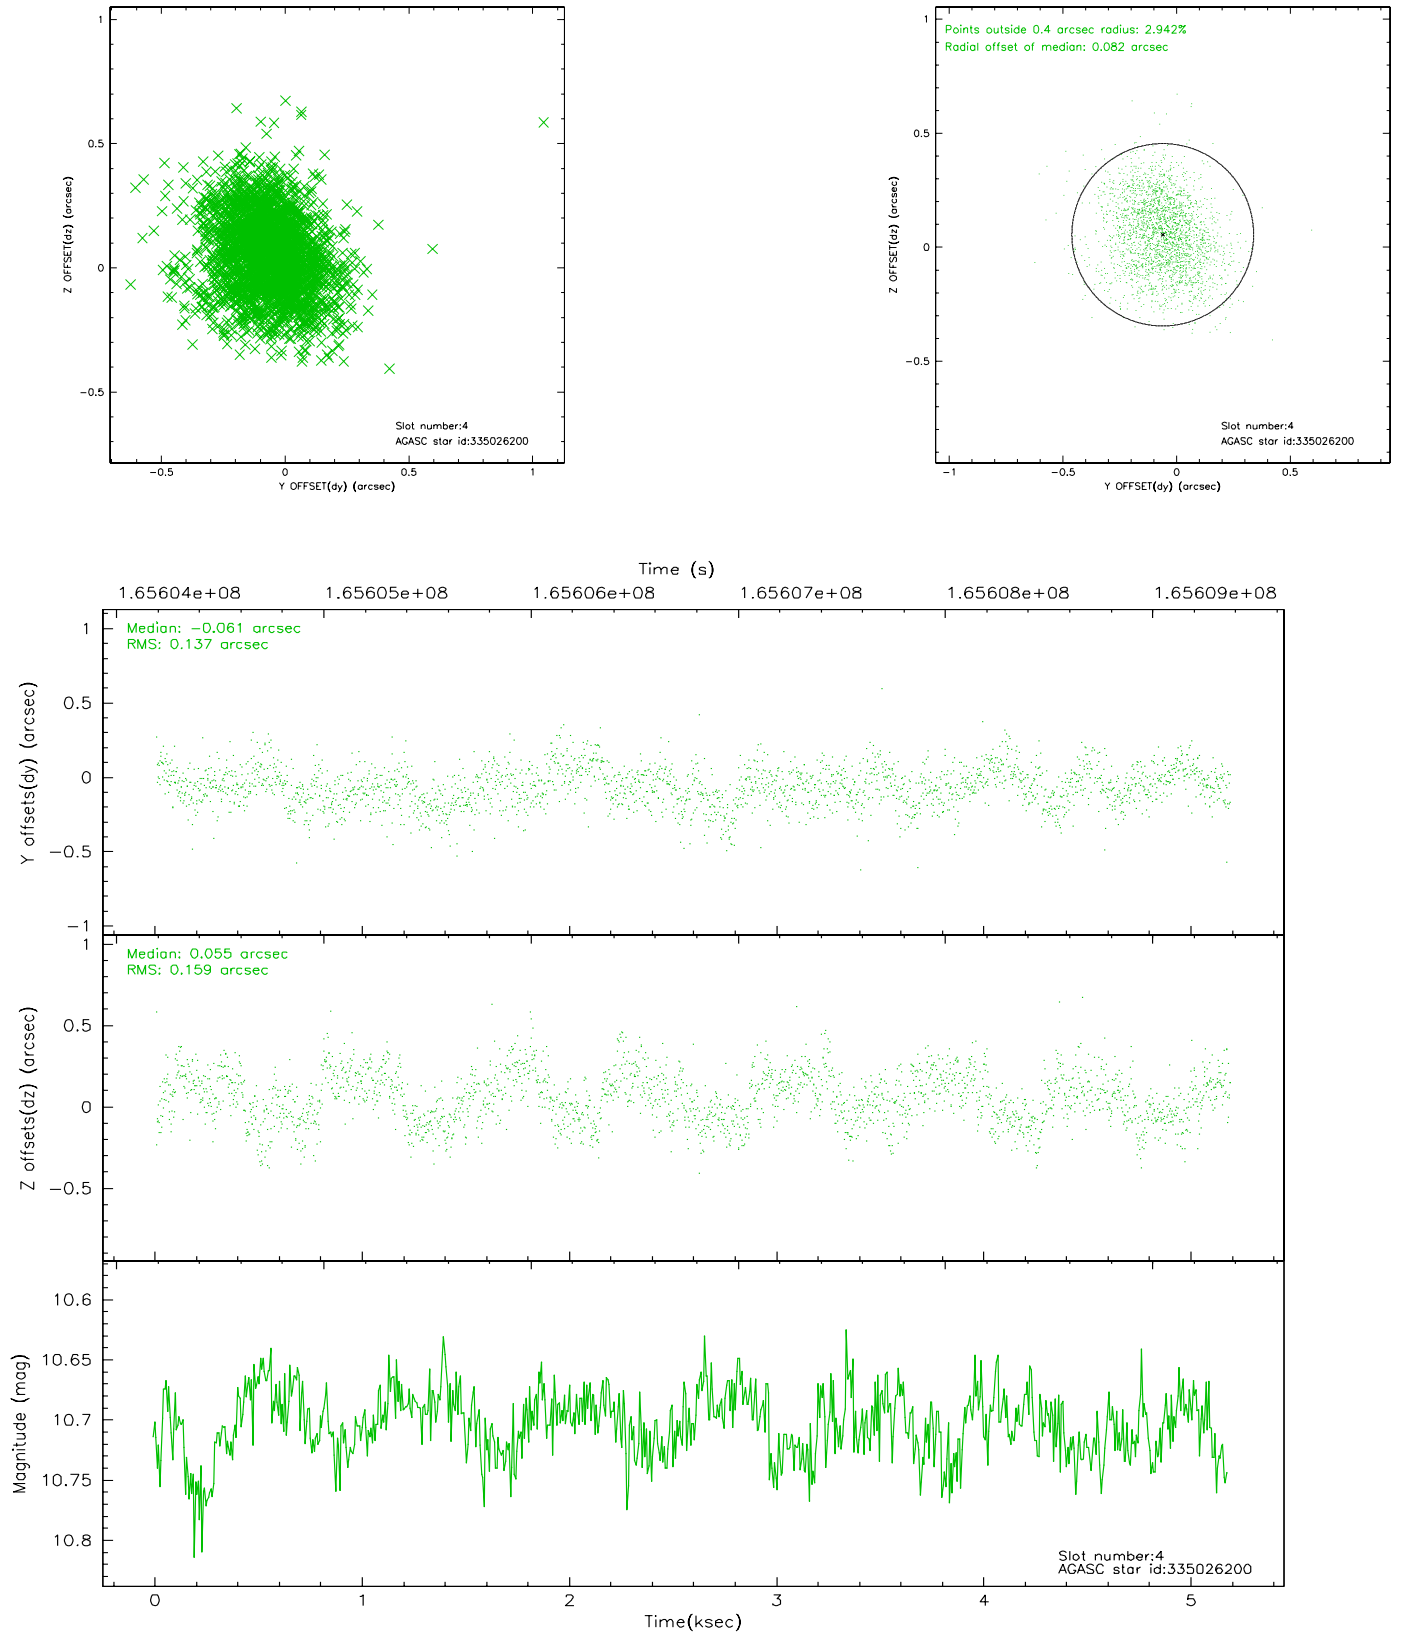 1
0.5
0
−0.5
Z OFFSET(dz) (arcsec)
Slot number:4
AGASC star id:335026200
−0.5 0 0.5 1
Y OFFSET(dy) (arcsec)
Points outside 0.4 arcsec radius: 2.942%
Radial offset of median: 0.082 arcsec
1
0.5
0
−0.5
Z OFFSET(dz) (arcsec)
Slot number:4
AGASC star id:335026200
−1 −0.5 0 0.5
Y OFFSET(dy) (arcsec)
Time (s)
1.65604e+08 1.65605e+08 1.65606e+08 1.65607e+08 1.65608e+08 1.65609e+08
Median: −0.061 arcsec
RMS: 0.137 arcsec
1
0.5
0
−0.5
−1
Y offsets(dy) (arcsec)
Median: 0.055 arcsec
RMS: 0.159 arcsec
1
0.5
0
−0.5
Z offsets(dz) (arcsec)
10.6
10.65
10.7
10.75
10.8
Magnitude (mag)
Slot number:4
AGASC star id:335026200
0 1 2 3 4 5
Time(ksec)